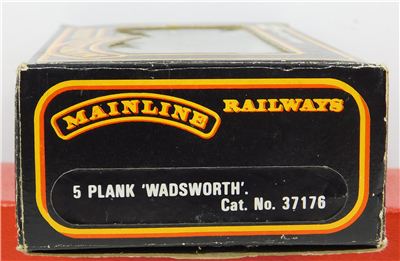 MAINLINE RAILWAYS
5 PLANK 'WADSWORTH'.
Cat. No. 37176